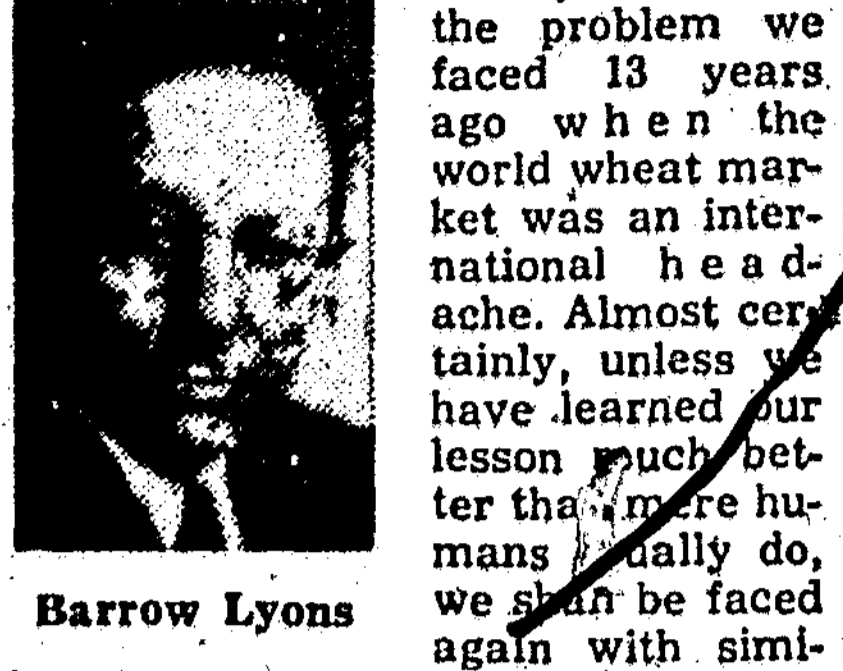 the problem we
faced 13 years
ago when the
world wheat mar-
ket was an inter-
national head-
ache. Almost cer-
tainly, unless we
have learned our
lesson much bet-
ter than mere hu-
mans usually do,
we shall be faced
again with simi-
Barrow Lyons